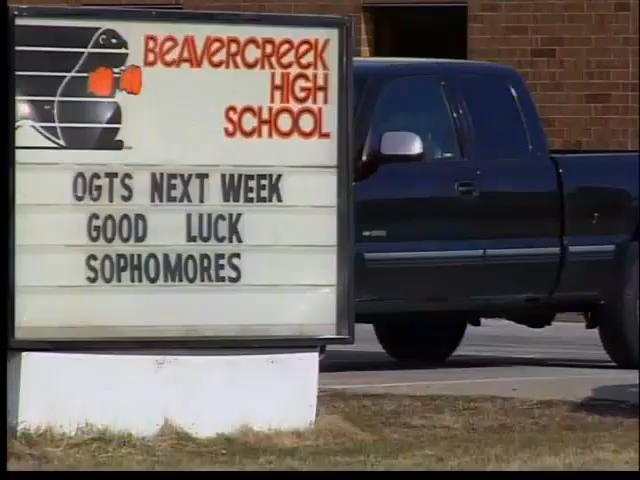 BEAVERCREEK
HIGH
SCHOOL
OGTS NEXT WEEK
GOOD LUCK
SOPHOMORES